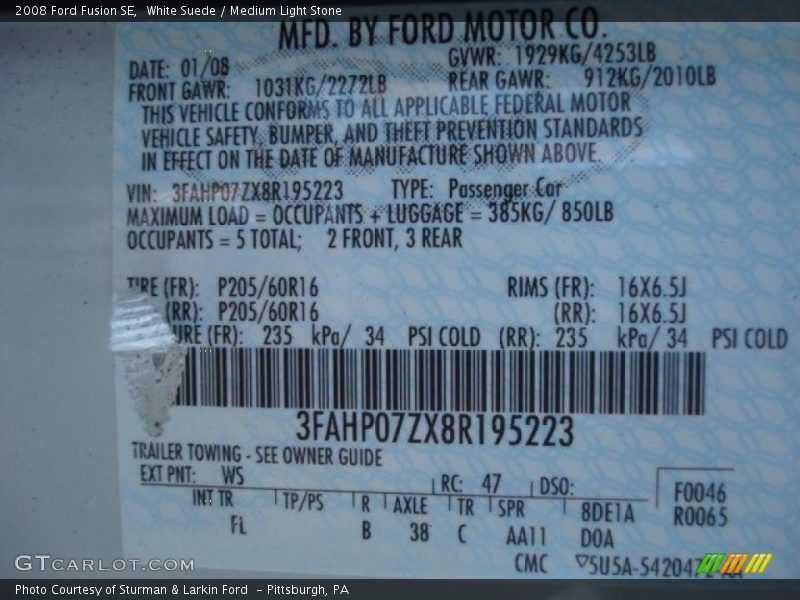 2008 Ford Fusion SE,  White Suede / Medium Light Stone
MFD. BY FORD MOTOR CO.
DATE: 01/08 GVWR: 1929KG/4253LB
FRONT GAWR: 1031KG/2272LB REAR GAWR: 912KG/2010LB
THIS VEHICLE CONFORMS TO ALL APPLICABLE FEDERAL MOTOR
VEHICLE SAFETY, BUMPER, AND THEFT PREVENTION STANDARDS
IN EFFECT ON THE DATE OF MANUFACTURE SHOWN ABOVE.
VIN: 3FAHP07ZX8R195223 TYPE: Passenger Car
MAXIMUM LOAD = OCCUPANTS + LUGGAGE = 385KG/ 850LB
OCCUPANTS = 5 TOTAL; 2 FRONT, 3 REAR
TIRE (FR): P205/60R16 RIMS (FR): 16X6.5J
(RR): P205/60R16 (RR): 16X6.5J
URE (FR): 235 kPa/ 34 PSI COLD (RR): 235 kPa/ 34 PSI COLD
3FAHP07ZX8R195223
TRAILER TOWING - SEE OWNER GUIDE
EXT PNT: WS RC: 47 DSO: F0046
INT TR TP/PS R AXLE TR SPR 8DE1A R0065
FL B 38 C AA11 D0A
CMC ▽5U5A-5420472-AA
GTCARLOT.COM
Photo Courtesy of Sturman & Larkin Ford  – Pittsburgh, PA